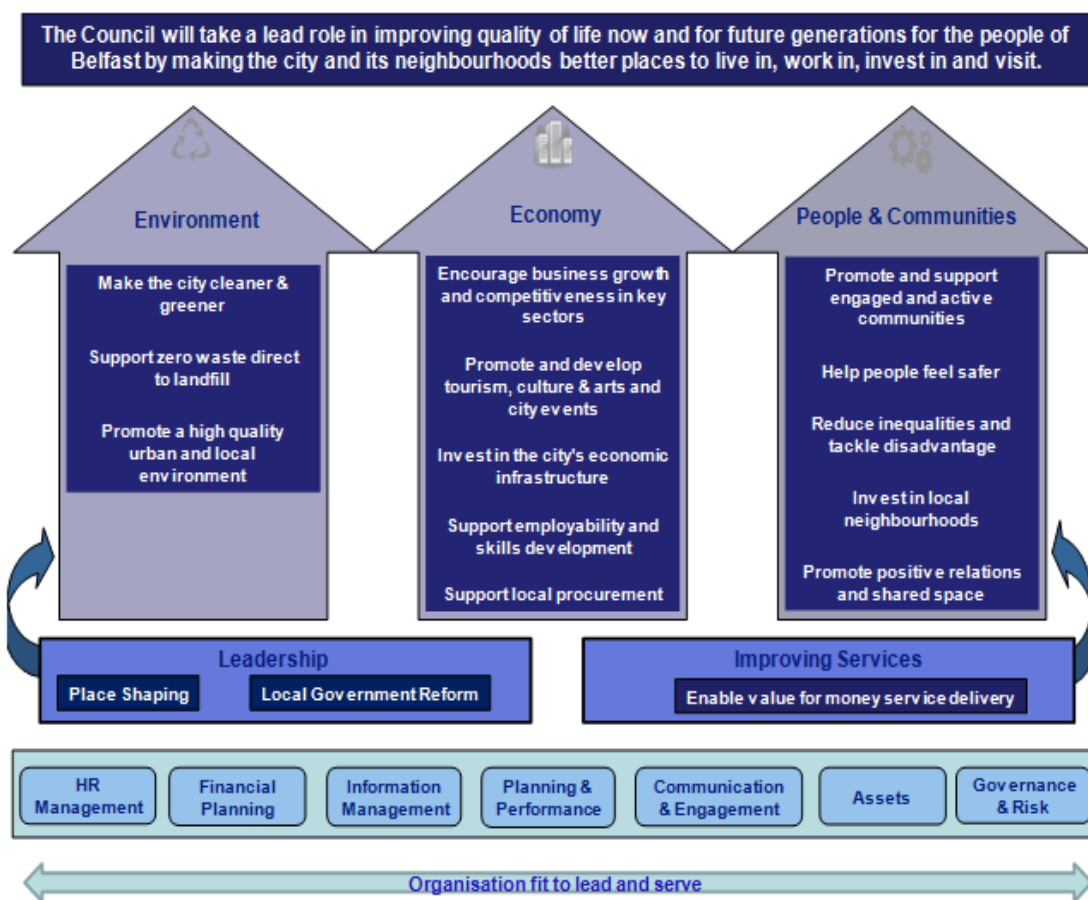 The Council will take a lead role in improving quality of life now and for future generations for the people of
Belfast by making the city and its neighbourhoods better places to live in, work in, invest in and visit.
Environment
Make the city cleaner &
greener
Support zero waste direct
to landfill
Promote a high quality
urban and local
environment
Economy
Encourage business growth
and competitiveness in key
sectors
Promote and develop
tourism, culture & arts and
city events
Invest in the city's economic
infrastructure
Support employability and
skills development
Support local procurement
People & Communities
Promote and support
engaged and active
communities
Help people feel safer
Reduce inequalities and
tackle disadvantage
Invest in local
neighbourhoods
Promote positive relations
and shared space
Leadership
Place Shaping
Local Government Reform
Improving Services
Enable value for money service delivery
HR
Management
Financial
Planning
Information
Management
Planning &
Performance
Communication
& Engagement
Assets
Governance
& Risk
Organisation fit to lead and serve